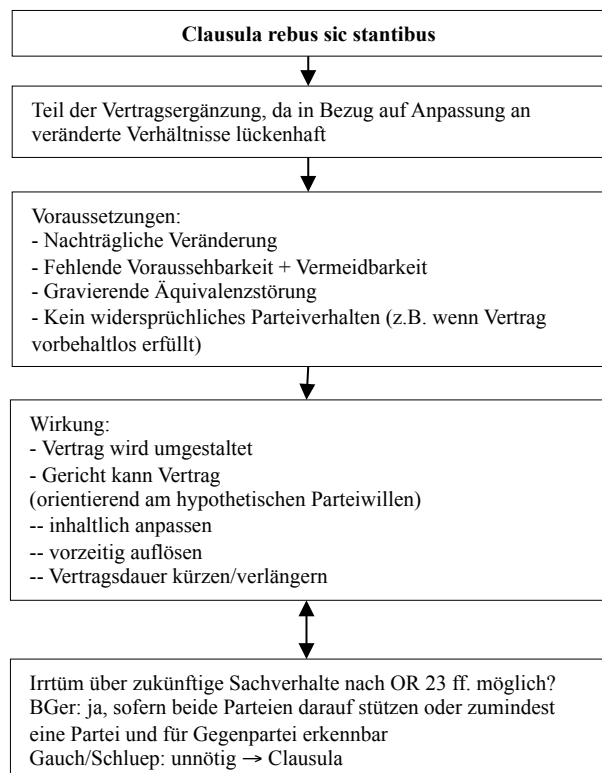 Clausula rebus sic stantibus
Teil der Vertragsergänzung, da in Bezug auf Anpassung an
veränderte Verhältnisse lückenhaft
Voraussetzungen:
- Nachträgliche Veränderung
- Fehlende Voraussehbarkeit + Vermeidbarkeit
- Gravierende Äquivalenzstörung
- Kein widersprüchliches Parteiverhalten (z.B. wenn Vertrag
vorbehaltlos erfüllt)
Wirkung:
- Vertrag wird umgestaltet
- Gericht kann Vertrag
(orientierend am hypothetischen Parteiwillen)
-- inhaltlich anpassen
-- vorzeitig auflösen
-- Vertragsdauer kürzen/verlängern
Irrtüm über zukünftige Sachverhalte nach OR 23 ff. möglich?
BGer: ja, sofern beide Parteien darauf stützen oder zumindest
eine Partei und für Gegenpartei erkennbar
Gauch/Schluep: unnötig → Clausula